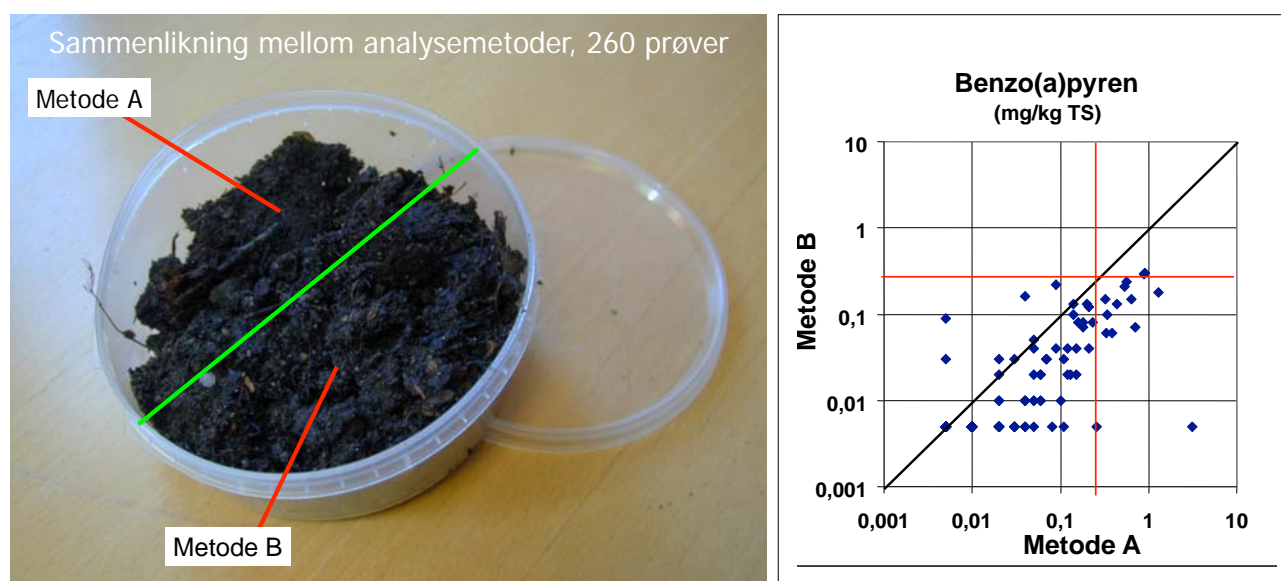 Sammenlikning mellom analysemetoder, 260 prøver
Metode A
Metode B
Benzo(a)pyren
(mg/kg TS)
Metode B
10
1
0,1
0,01
0,001
0,001 0,01 0,1 1 10
Metode A